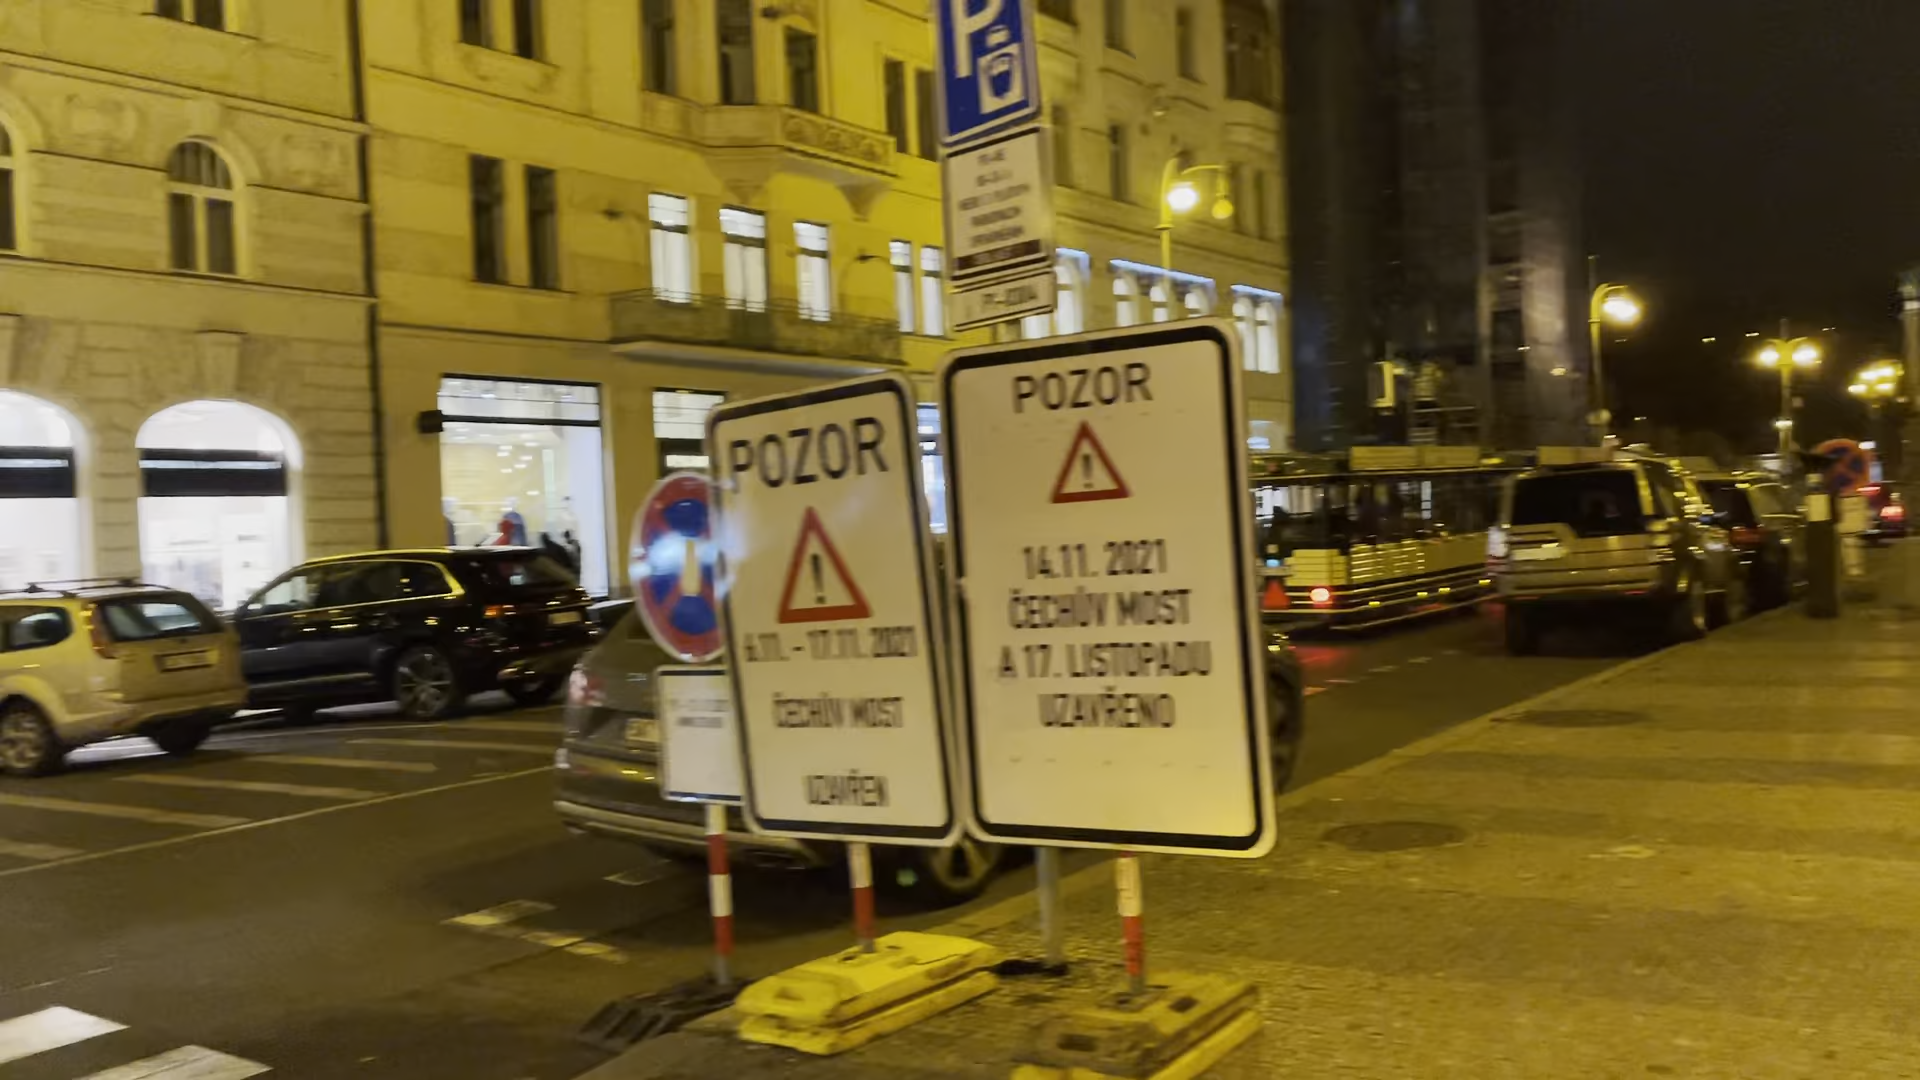 P
POZOR
!
6.11. – 17.11. 2021
ČECHŮV MOST
UZAVŘEN
POZOR
!
14.11. 2021
ČECHŮV MOST
A 17. LISTOPADU
UZAVŘENO